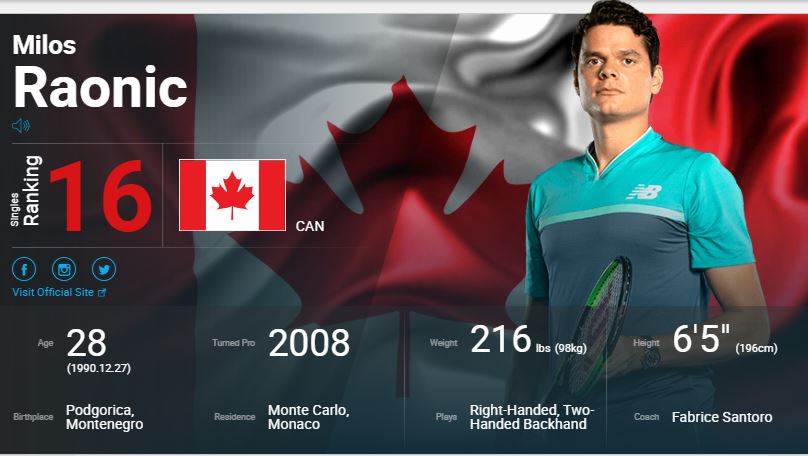 Milos
Raonic
Singles
Ranking
16
CAN
Visit Official Site
Age
28
(1990.12.27)
Turned Pro
2008
Weight
216 lbs (98kg)
Height
6'5" (196cm)
Birthplace
Podgorica,
Montenegro
Residence
Monte Carlo,
Monaco
Plays
Right-Handed, Two-
Handed Backhand
Coach
Fabrice Santoro
NB